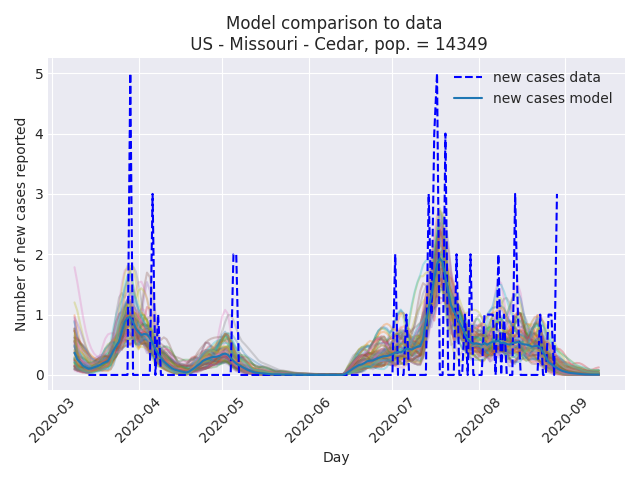 Model comparison to data
US - Missouri - Cedar, pop. = 14349
new cases data
new cases model
Number of new cases reported
5
4
3
2
1
0
2020-03
2020-04
2020-05
2020-06
2020-07
2020-08
2020-09
Day